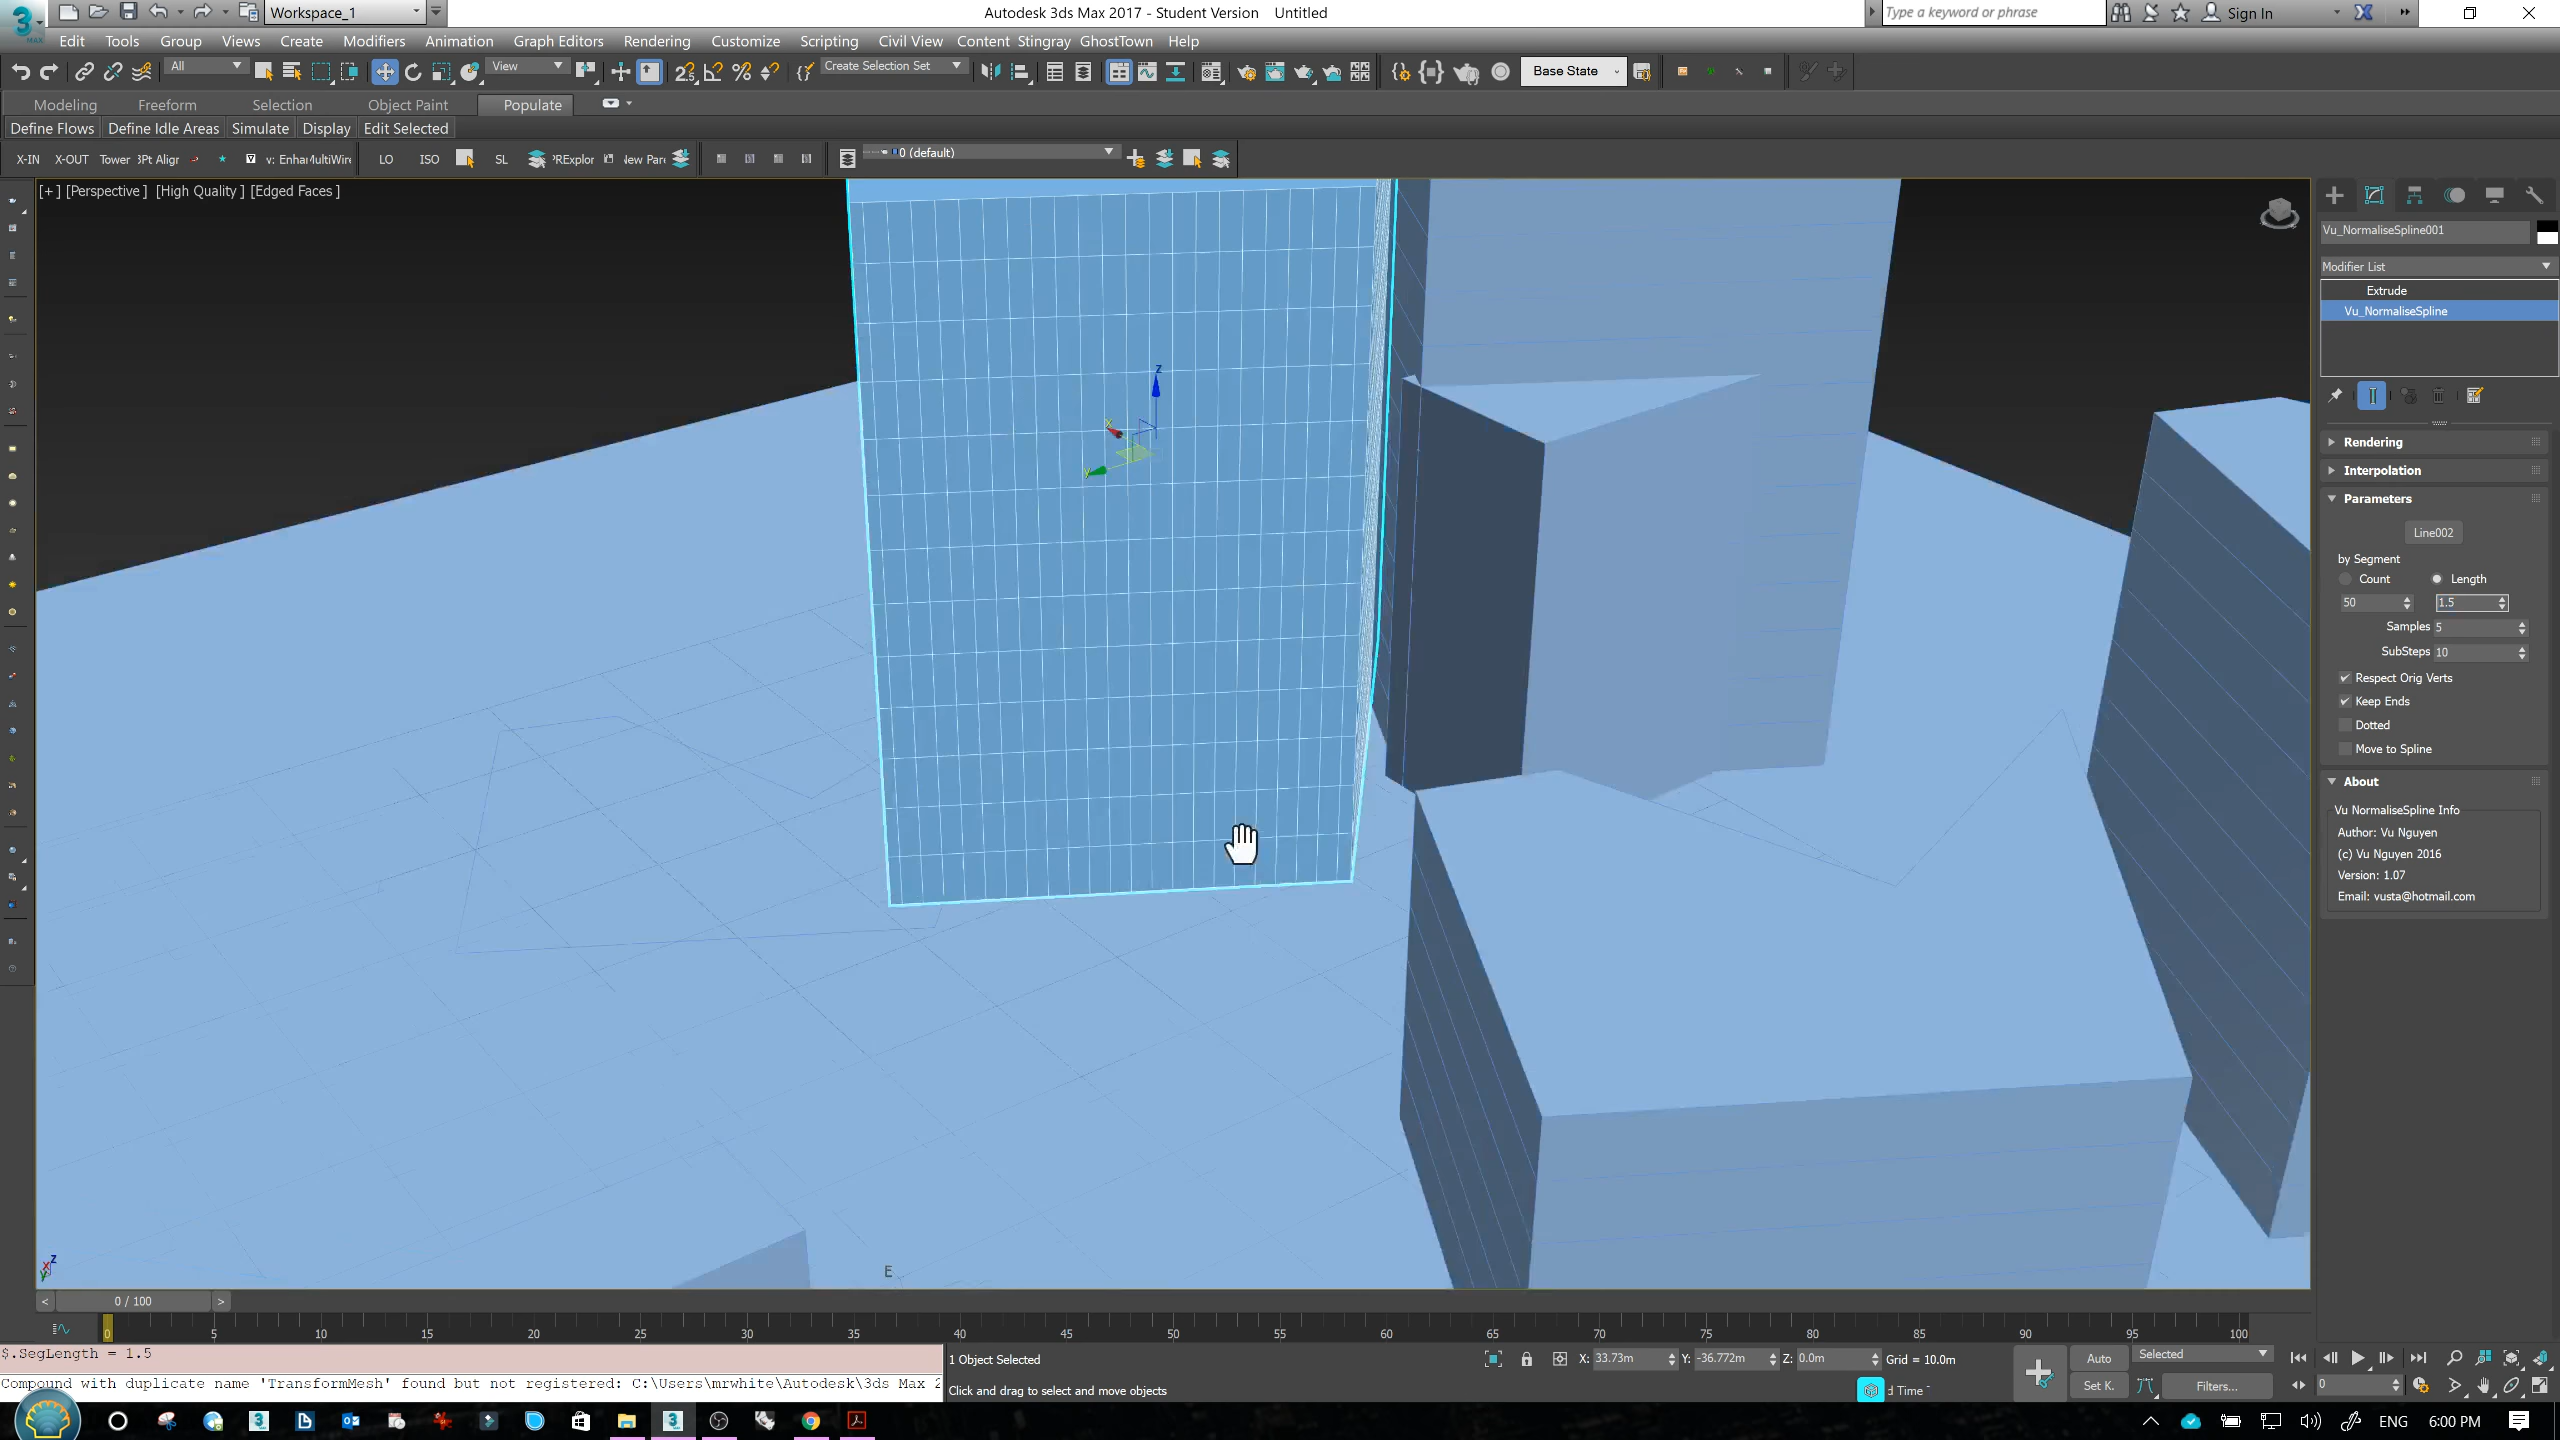 Workspace_1
Autodesk 3ds Max 2017 - Student Version Untitled
Type a keyword or phrase
Sign In
3
MAX
Edit Tools Group Views Create Modifiers Animation Graph Editors Rendering Customize Scripting Civil View Content Stingray GhostTown Help
All
View
Create Selection Set
Base State
Modeling Freeform Selection Object Paint Populate
Define Flows Define Idle Areas Simulate Display Edit Selected
X-IN X-OUT Tower 3Pt Align
LO ISO SL
0 (default)
[+] [Perspective] [High Quality] [Edged Faces]
Vu_NormaliseSpline001
Modifier List
Extrude
Vu_NormaliseSpline
Rendering
Interpolation
Parameters
Line002
by Segment
Count Length
50 1.5
Samples 5
SubSteps 10
Respect Orig Verts
Keep Ends
Dotted
Move to Spline
About
Vu NormaliseSpline Info
Author: Vu Nguyen
(c) Vu Nguyen 2016
Version: 1.07
Email: vusta@hotmail.com
z
x
y
E
z
x
y
< 0 / 100 >
0 5 10 15 20 25 30 35 40 45 50 55 60 65 70 75 80 85 90 95 100
$.SegLength = 1.5
Compound with duplicate name 'TransformMesh' found but not registered: C:\Users\mrwhite\Autodesk\3ds Max 2
1 Object Selected
Click and drag to select and move objects
X: 33.73m Y: -36.772m Z: 0.0m Grid = 10.0m
d Time
Auto Selected
Set K. Filters...
0
ENG 6:00 PM